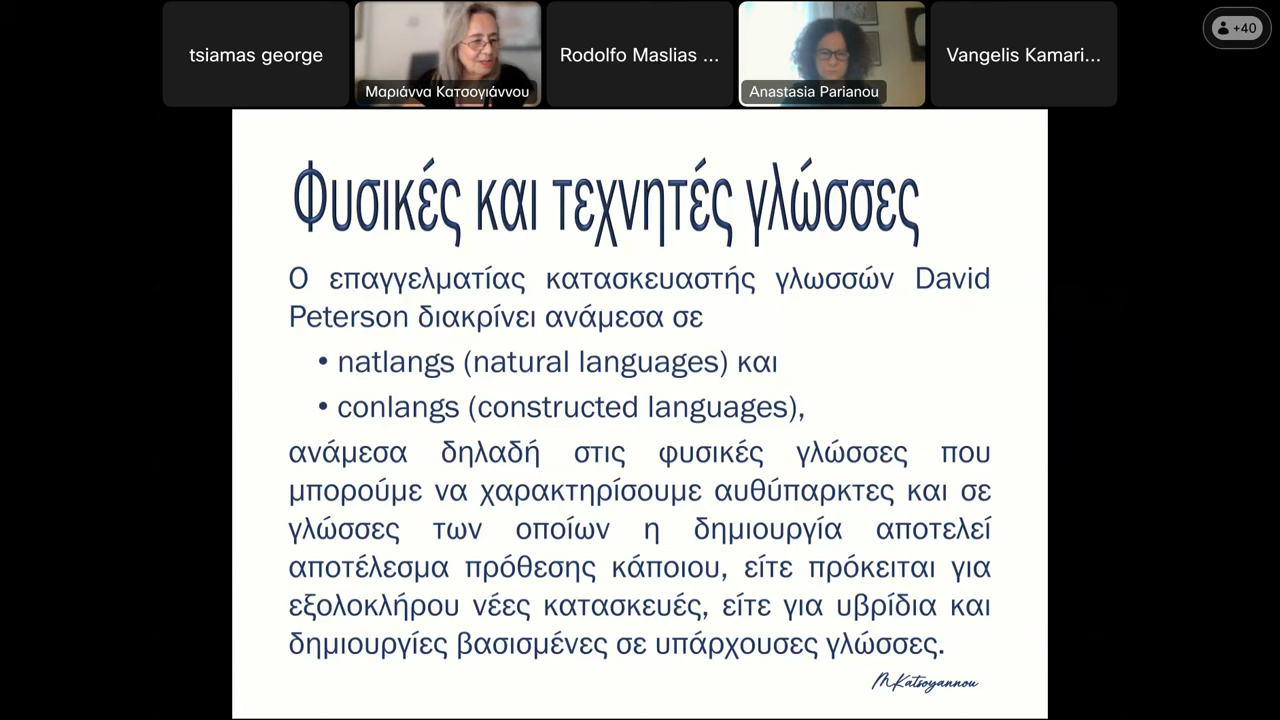 tsiamas george
Μαριάννα Κατσογιάννου
Rodolfo Maslias ...
Anastasia Parianou
Vangelis Kamari...
+40
Φυσικές και τεχνητές γλώσσες
Ο επαγγελματίας κατασκευαστής γλωσσών David
Peterson διακρίνει ανάμεσα σε
• natlangs (natural languages) και
• conlangs (constructed languages),
ανάμεσα δηλαδή στις φυσικές γλώσσες που
μπορούμε να χαρακτηρίσουμε αυθύπαρκτες και σε
γλώσσες των οποίων η δημιουργία αποτελεί
αποτέλεσμα πρόθεσης κάποιου, είτε πρόκειται για
εξολοκλήρου νέες κατασκευές, είτε για υβρίδια και
δημιουργίες βασισμένες σε υπάρχουσες γλώσσες.
MKatsoyannou